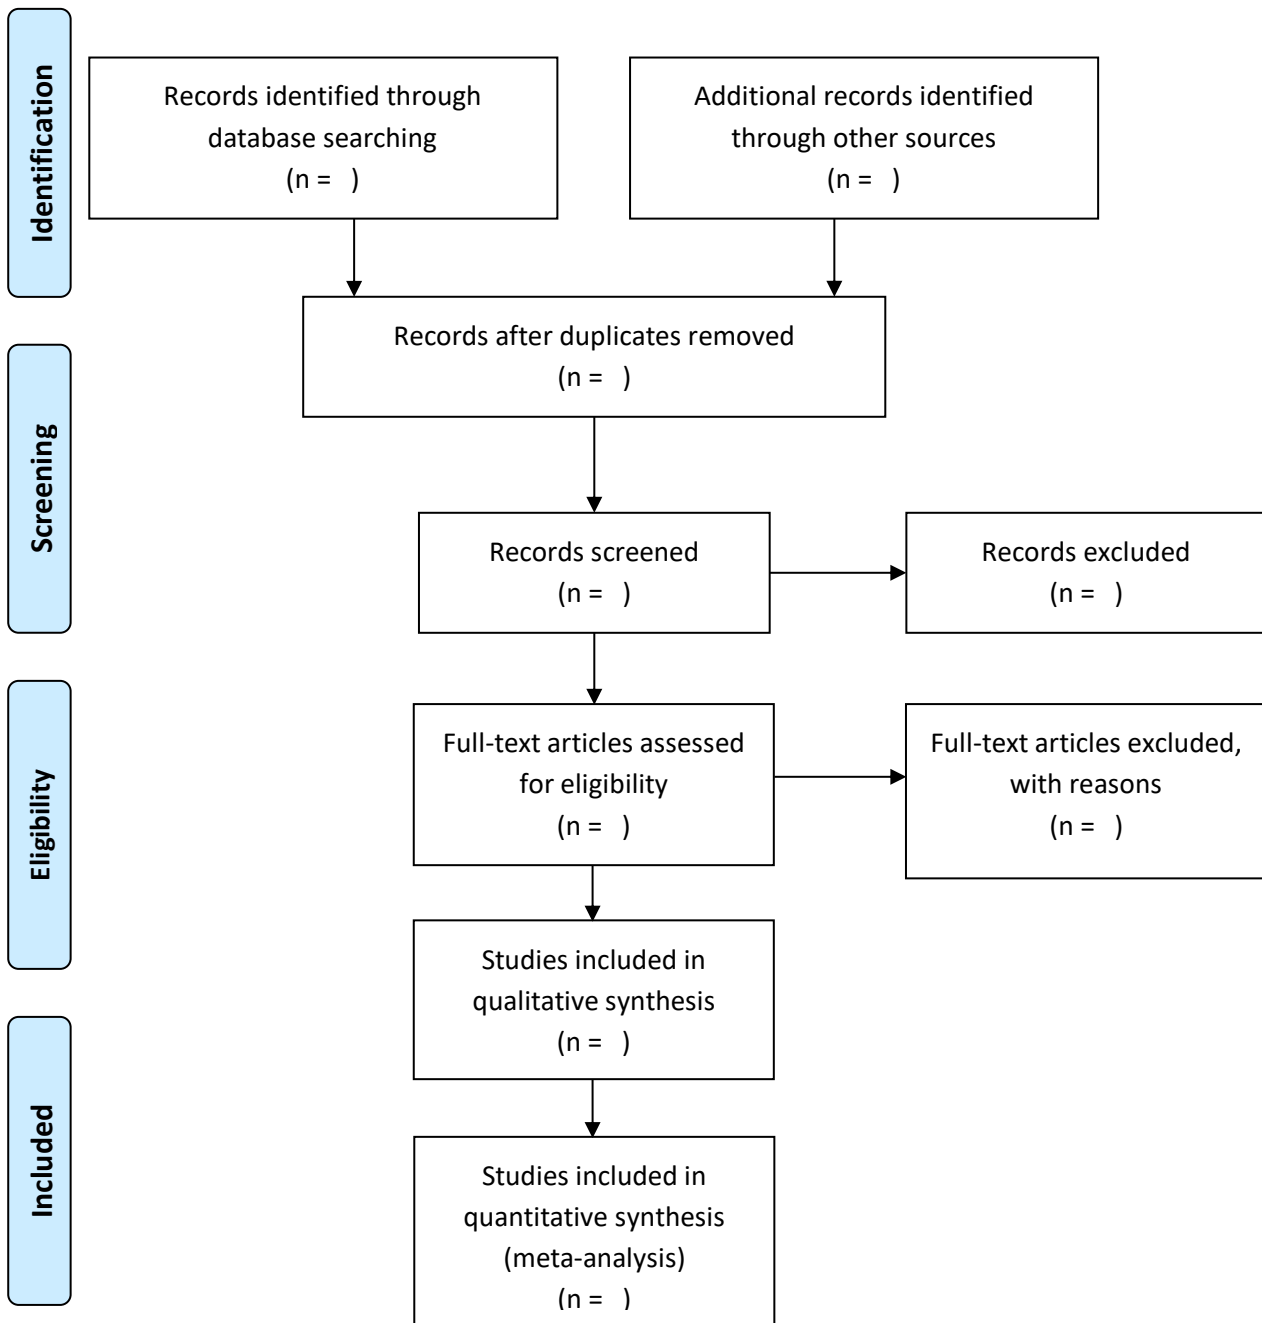 Identification
Records identified through
database searching
(n =   )
Additional records identified
through other sources
(n =   )
Records after duplicates removed
(n =   )
Screening
Records screened
(n =   )
Records excluded
(n =   )
Eligibility
Full-text articles assessed
for eligibility
(n =   )
Full-text articles excluded,
with reasons
(n =   )
Studies included in
qualitative synthesis
(n =   )
Included
Studies included in
quantitative synthesis
(meta-analysis)
(n =   )